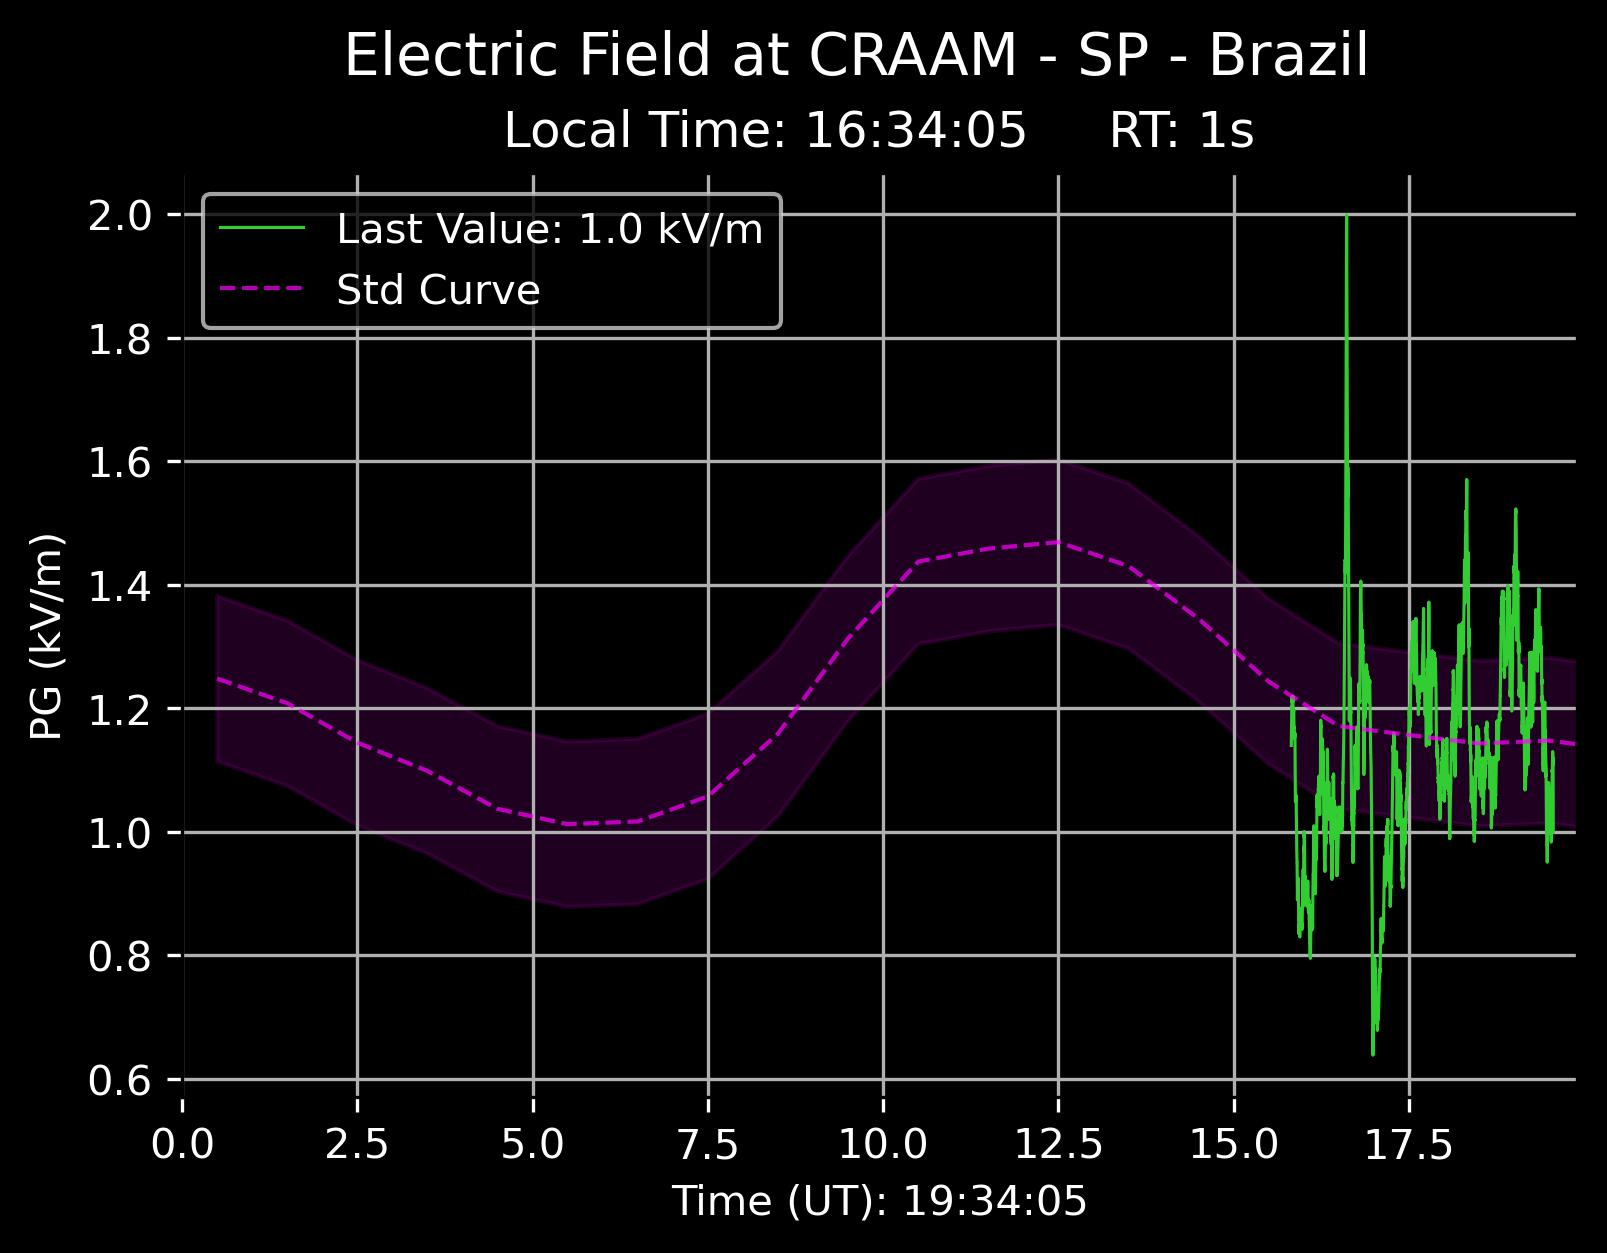 Electric Field at CRAAM - SP - Brazil
Local Time: 16:34:05 RT: 1s
Last Value: 1.0 kV/m
Std Curve
PG (kV/m)
2.0
1.8
1.6
1.4
1.2
1.0
0.8
0.6
0.0 2.5 5.0 7.5 10.0 12.5 15.0 17.5
Time (UT): 19:34:05